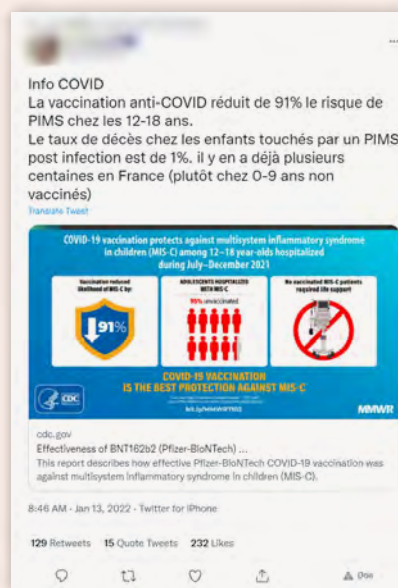 Info COVID
La vaccination anti-COVID réduit de 91% le risque de
PIMS chez les 12-18 ans.
Le taux de décès chez les enfants touchés par un PIMS
post infection est de 1%. il y en a déjà plusieurs
centaines en France (plutôt chez 0-9 ans non
vaccinés)
Translate Tweet
COVID-19 vaccination protects against multisystem inflammatory syndrome
in children (MIS-C) among 12–18 year-olds hospitalized
during July–December 2021
Vaccination reduced
likelihood of MIS-C by:
91%
ADOLESCENTS HOSPITALIZED
WITH MIS-C
95% unvaccinated
No vaccinated MIS-C patients
required life support
COVID-19 VACCINATION
IS THE BEST PROTECTION AGAINST MIS-C
CDC
MMWR
cdc.gov
Effectiveness of BNT162b2 (Pfizer-BioNTech) ...
This report describes how effective Pfizer-BioNTech COVID-19 vaccination was
against multisystem inflammatory syndrome in children (MIS-C).
8:46 AM · Jan 13, 2022 · Twitter for iPhone
129 Retweets 15 Quote Tweets 232 Likes